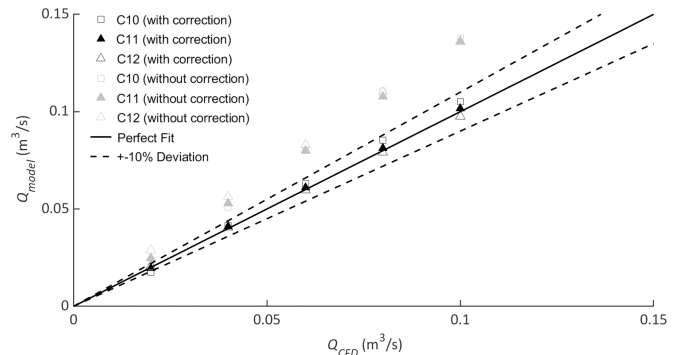 0.15
C10 (with correction)
C11 (with correction)
C12 (with correction)
C10 (without correction)
C11 (without correction)
C12 (without correction)
Perfect Fit
+-10% Deviation
0.1
Q_model (m³/s)
0.05
0
0 0.05 0.1 0.15
Q_CFD (m³/s)